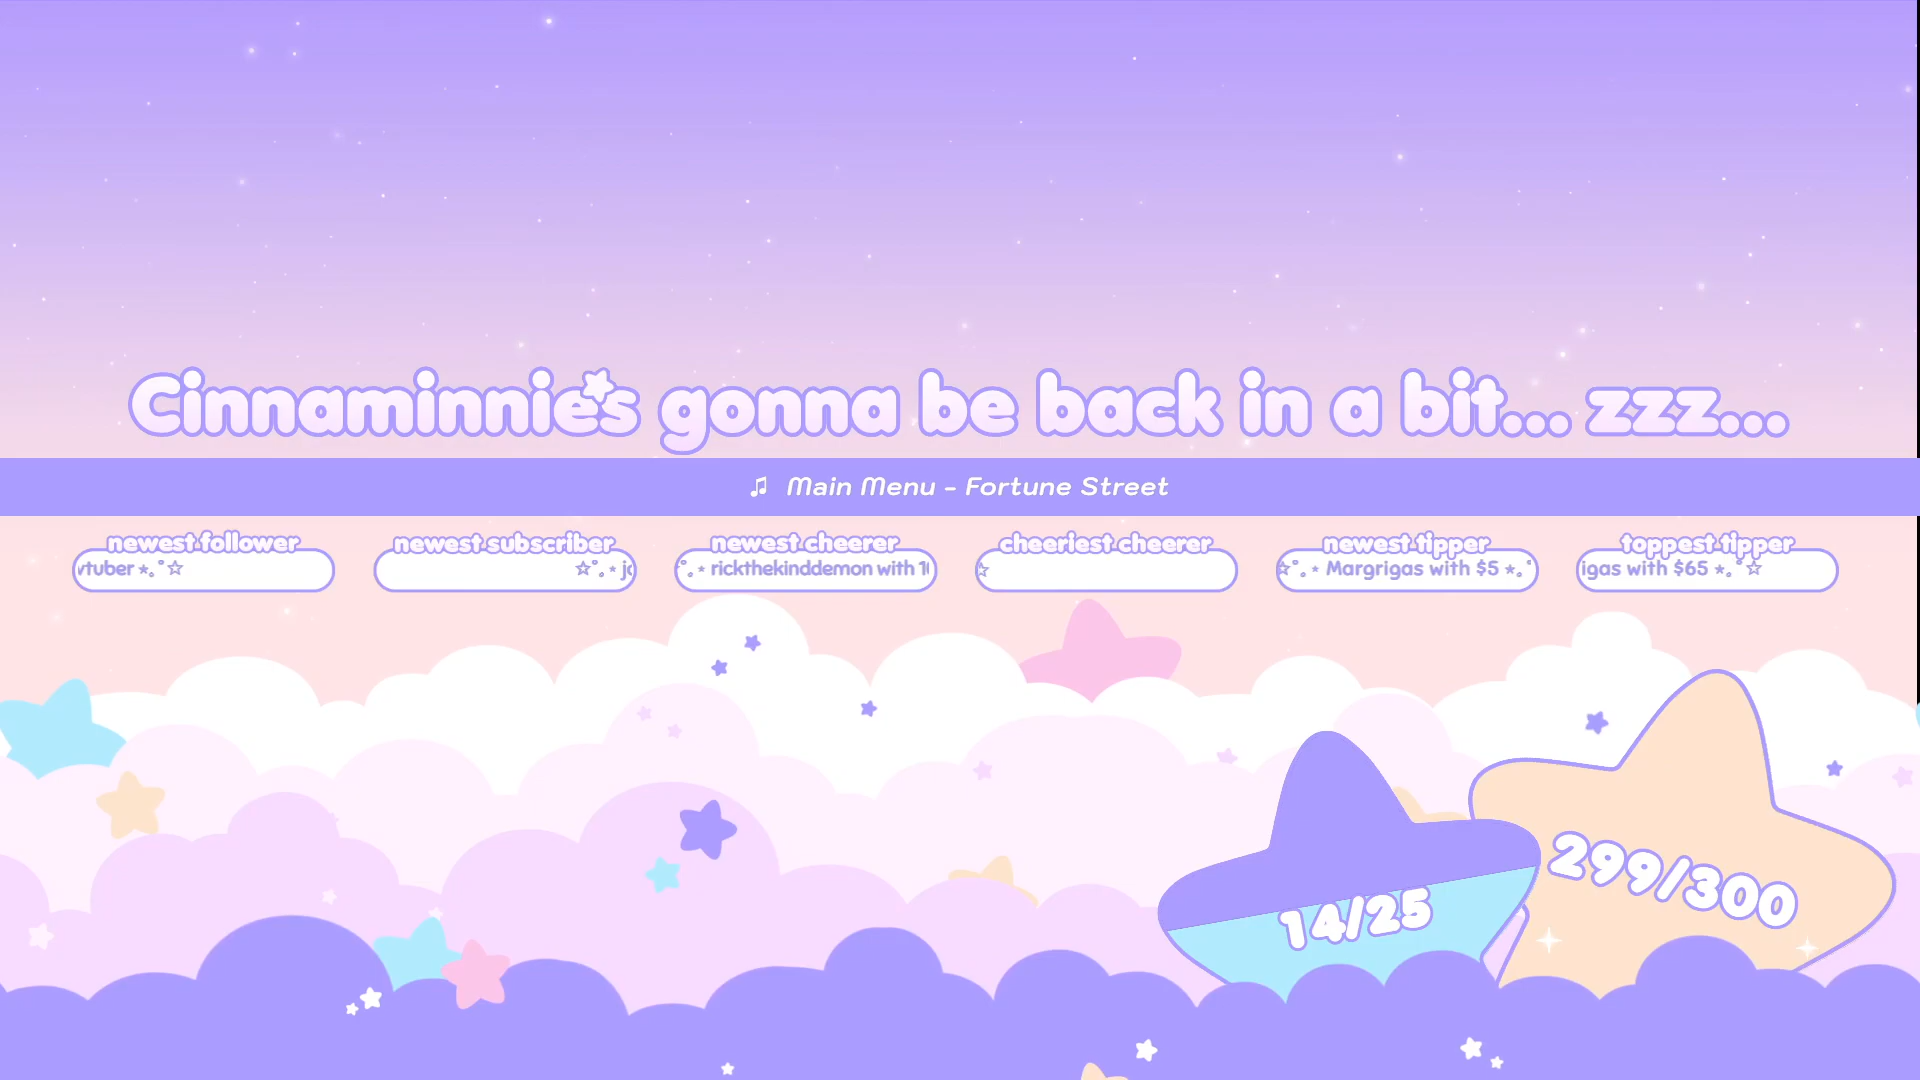 Cinnaminnie's gonna be back in a bit... zzz...
♫ Main Menu - Fortune Street
newest follower
vtuber ⋆｡˚☆
newest subscriber
☆˚｡⋆
newest cheerer
˚｡⋆ rickthekinddemon with
cheeriest cheerer
☆
newest tipper
☆˚｡⋆ Margrigas with $5 ⋆｡˚
toppest tipper
igas with $65 ⋆｡˚☆
299/300
14/25